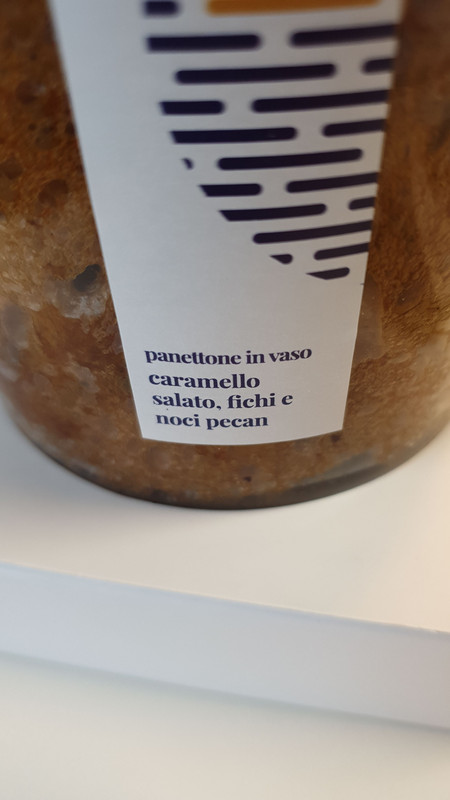 panettone in vaso
caramello
salato, fichi e
noci pecan